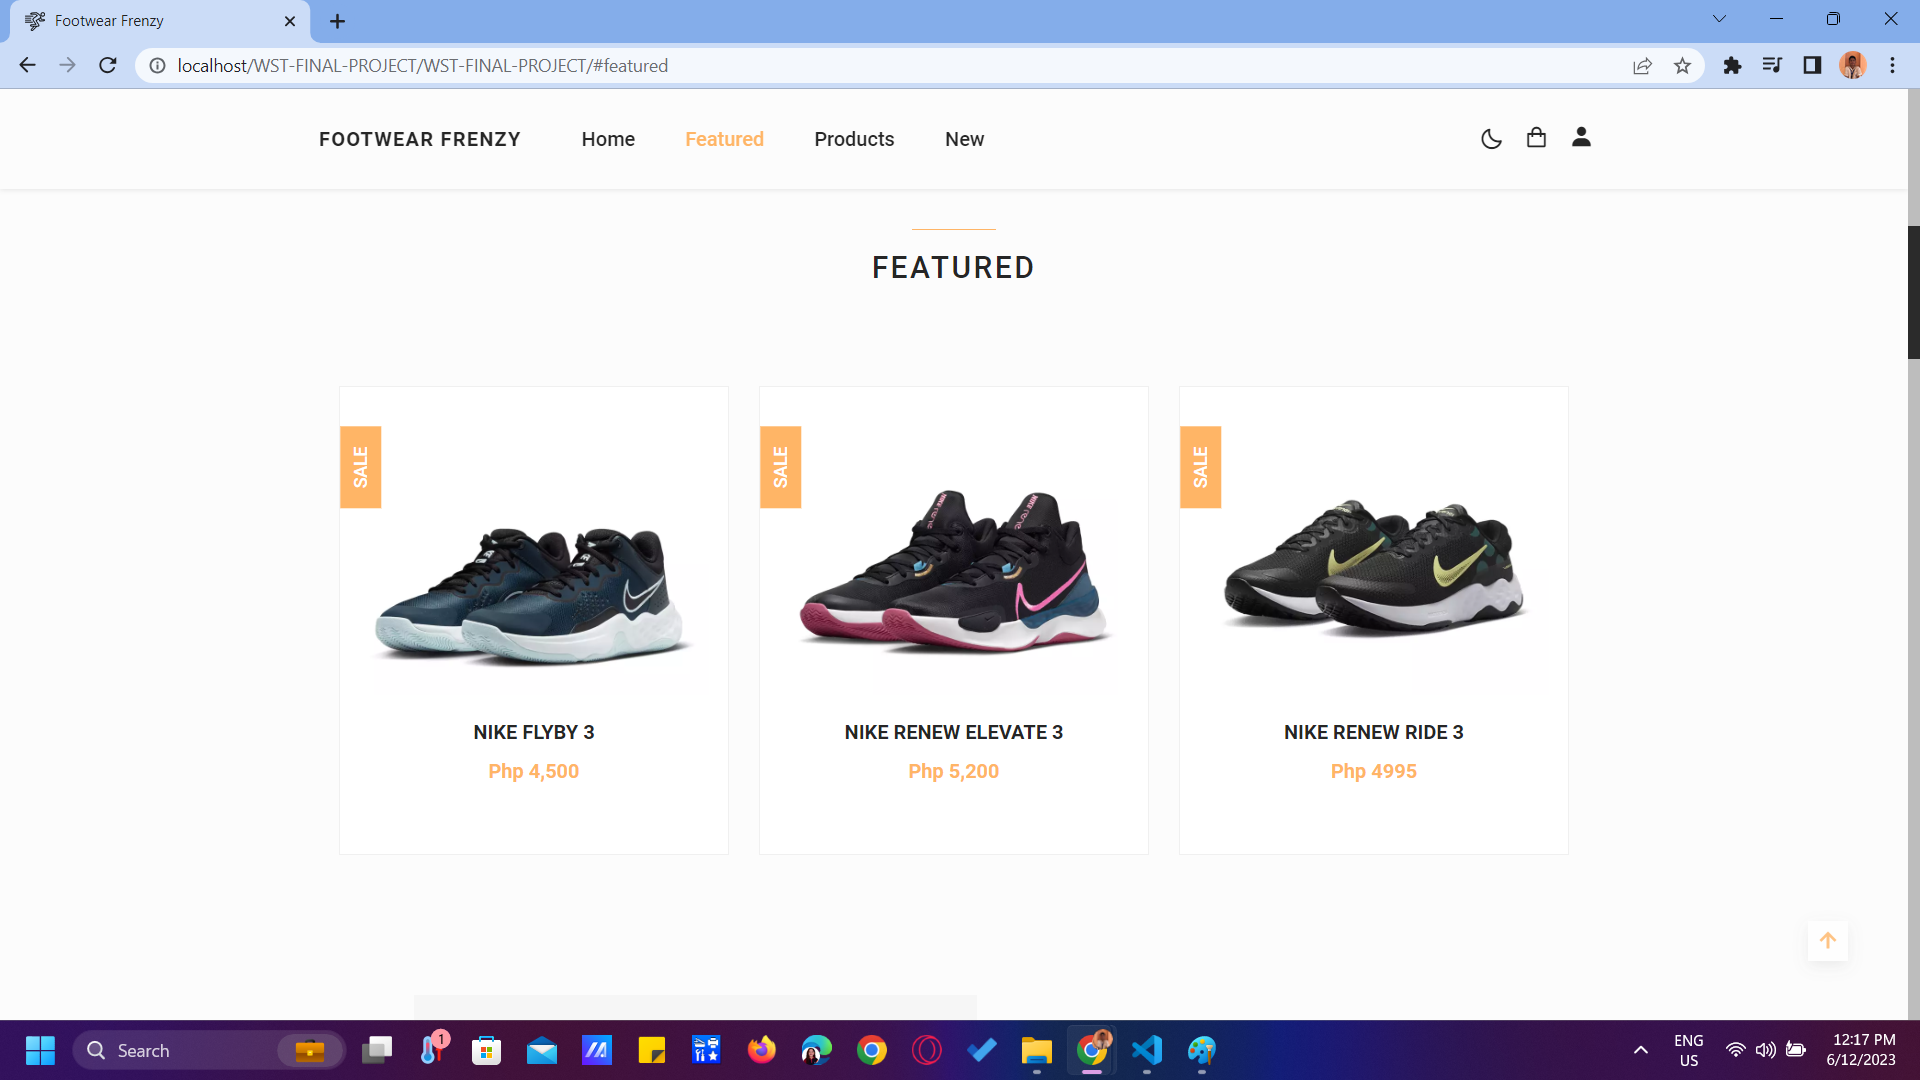 Footwear Frenzy
localhost/WST-FINAL-PROJECT/WST-FINAL-PROJECT/#featured
FOOTWEAR FRENZY Home Featured Products New
FEATURED
SALE
SALE
SALE
NIKE FLYBY 3
Php 4,500
NIKE RENEW ELEVATE 3
Php 5,200
NIKE RENEW RIDE 3
Php 4995
Search
1
ENG
US
12:17 PM
6/12/2023